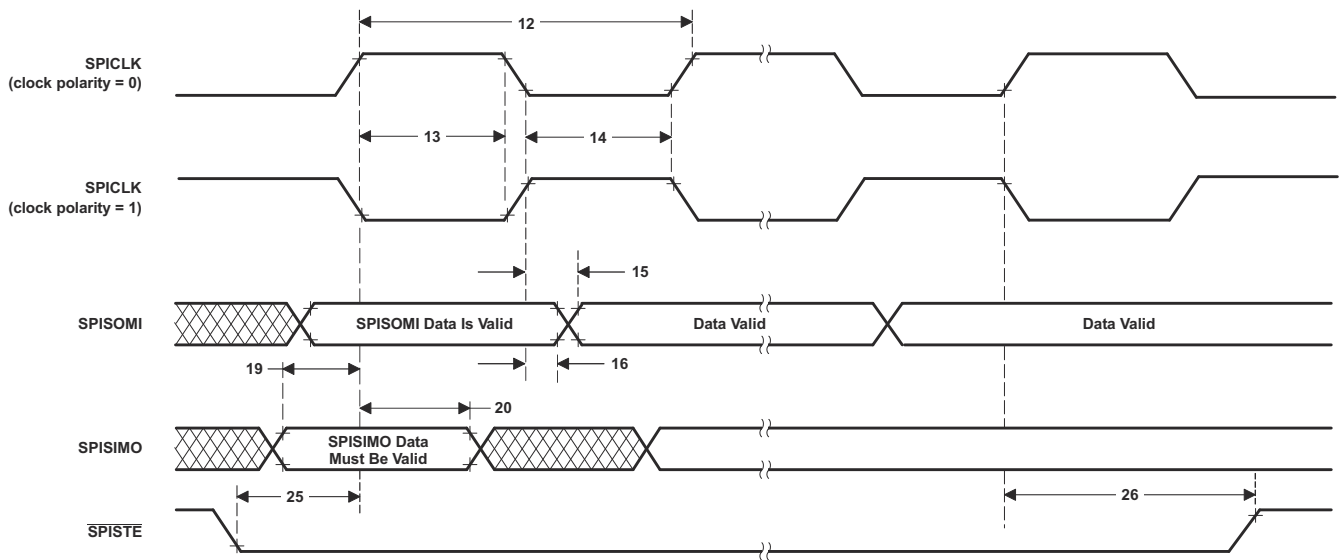 12
SPICLK
(clock polarity = 0)
13
14
SPICLK
(clock polarity = 1)
15
SPISOMI
SPISOMI Data Is Valid
Data Valid
Data Valid
16
19
20
SPISIMO
SPISIMO Data
Must Be Valid
25
26
SPISTE